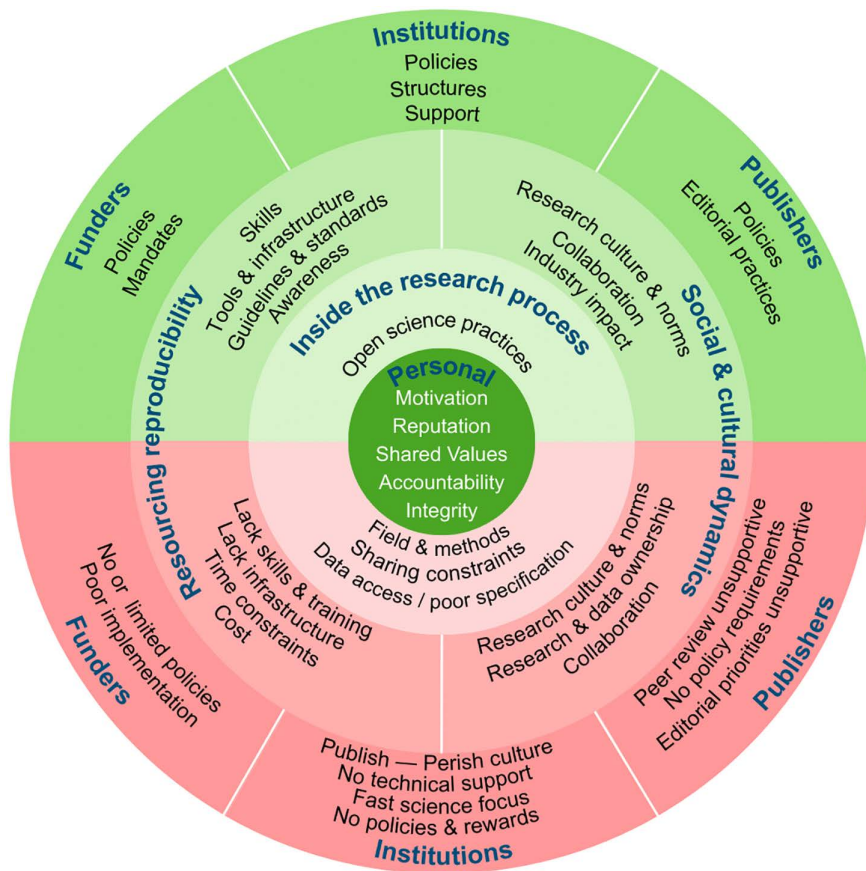 Institutions
Policies
Structures
Support
Funders
Policies
Mandates
Publishers
Policies
Editorial practices
Resourcing reproducibility
Skills
Tools & infrastructure
Guidelines & standards
Awareness
Social & cultural dynamics
Research culture & norms
Collaboration
Industry impact
Inside the research process
Open science practices
Personal
Motivation
Reputation
Shared Values
Accountability
Integrity
Field & methods
Sharing constraints
Data access / poor specification
Lack skills & training
Lack infrastructure
Time constraints
Cost
Research culture & norms
Research & data ownership
Collaboration
No or limited policies
Poor implementation
Funders
Peer review unsupportive
No policy requirements
Editorial priorities unsupportive
Publishers
Publish — Perish culture
No technical support
Fast science focus
No policies & rewards
Institutions